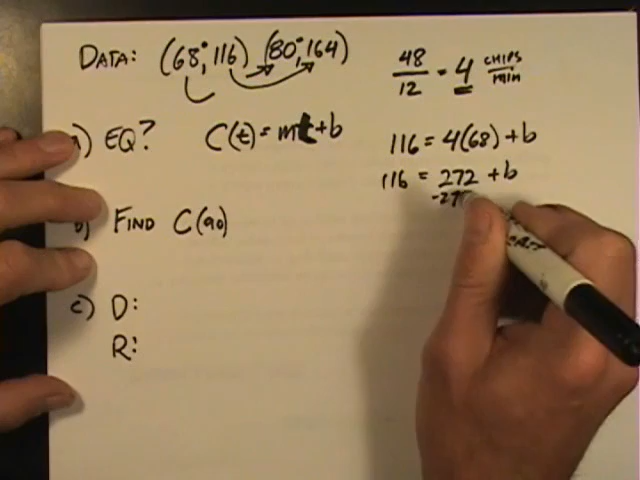 DATA: (68°, 116) (80°, 164)
48/12 = 4 CHIPS/MIN
a) EQ? C(t) = mt + b
116 = 4(68) + b
116 = 272 + b
-27
b) FIND C(90)
c) D:
R: